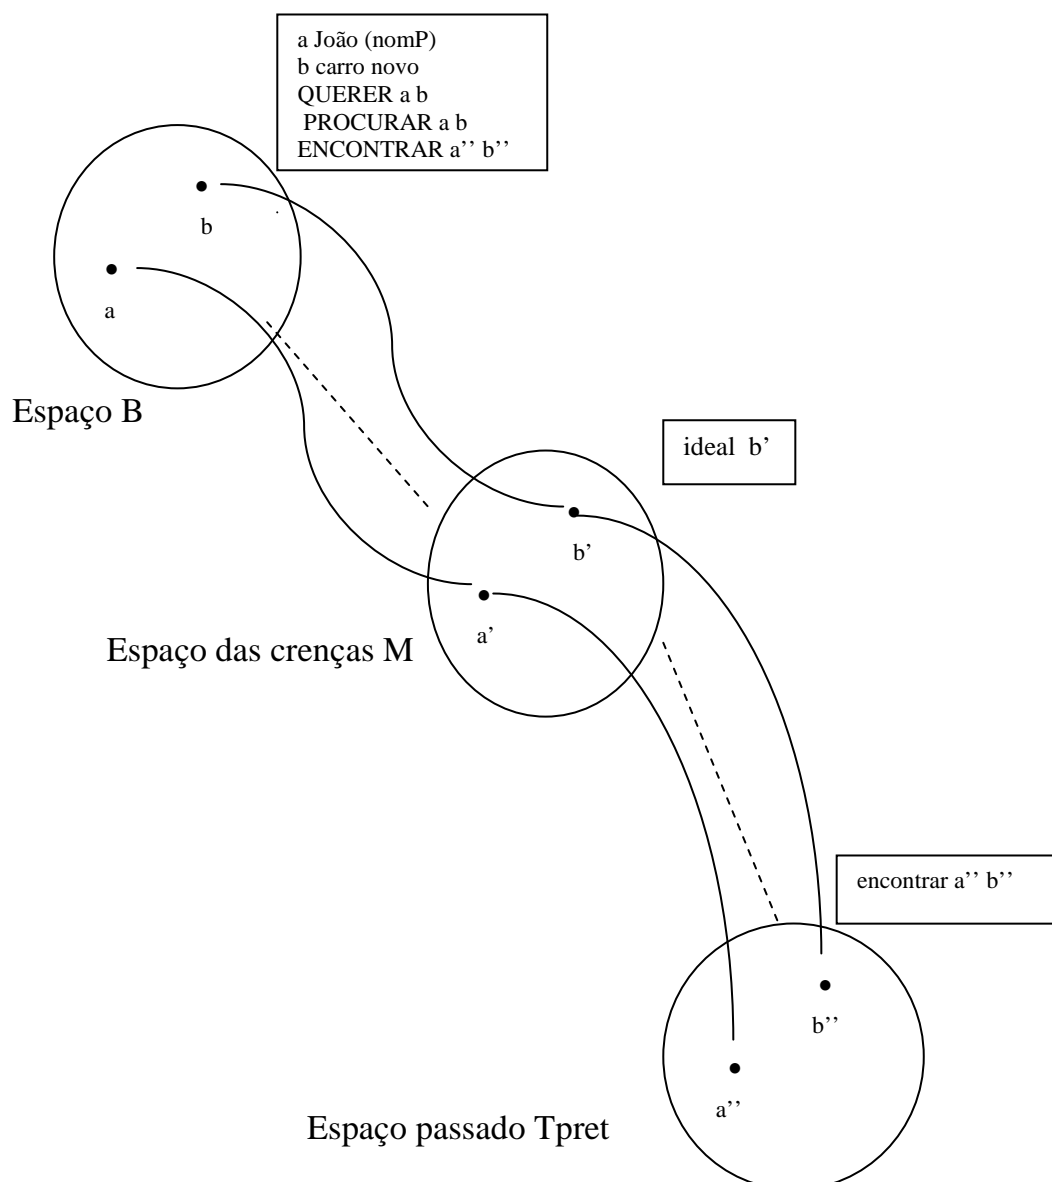 a João (nomP)
b carro novo
QUERER a b
PROCURAR a b
ENCONTRAR a’’ b’’
b
a
Espaço B
ideal b’
b’
a’
Espaço das crenças M
encontrar a’’ b’’
b’’
a’’
Espaço passado Tpret